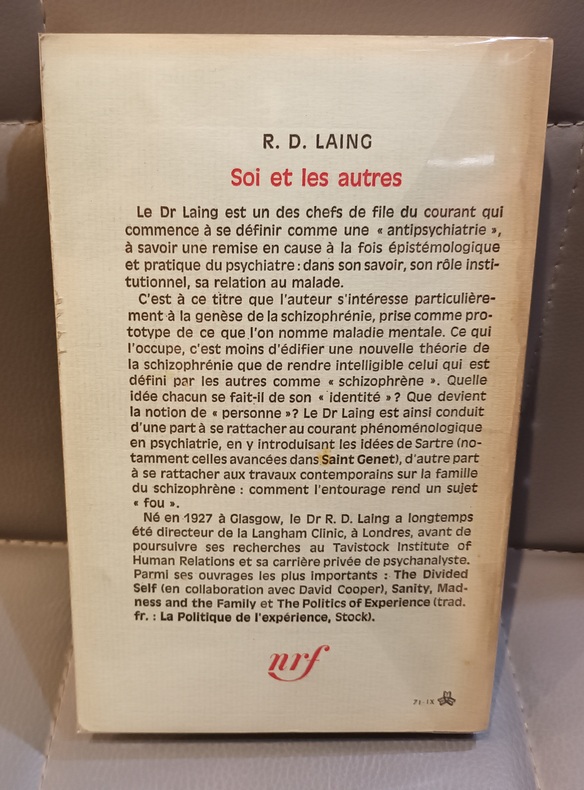 R. D. LAING
Soi et les autres
Le Dr Laing est un des chefs de file du courant qui
commence à se définir comme une « antipsychiatrie »,
à savoir une remise en cause à la fois épistémologique
et pratique du psychiatre : dans son savoir, son rôle insti-
tutionnel, sa relation au malade.
C'est à ce titre que l'auteur s'intéresse particulière-
ment à la genèse de la schizophrénie, prise comme pro-
totype de ce que l'on nomme maladie mentale. Ce qui
l'occupe, c'est moins d'édifier une nouvelle théorie de
la schizophrénie que de rendre intelligible celui qui est
défini par les autres comme « schizophrène ». Quelle
idée chacun se fait-il de son « identité » ? Que devient
la notion de « personne »? Le Dr Laing est ainsi conduit
d'une part à se rattacher au courant phénoménologique
en psychiatrie, en y introduisant les idées de Sartre (no-
tamment celles avancées dans Saint Genet), d'autre part
à se rattacher aux travaux contemporains sur la famille
du schizophrène : comment l'entourage rend un sujet
« fou ».
Né en 1927 à Glasgow, le Dr R. D. Laing a longtemps
été directeur de la Langham Clinic, à Londres, avant de
poursuivre ses recherches au Tavistock Institute of
Human Relations et sa carrière privée de psychanalyste.
Parmi ses ouvrages les plus importants : The Divided
Self (en collaboration avec David Cooper), Sanity, Mad-
ness and the Family et The Politics of Experience (trad.
fr. : La Politique de l'expérience, Stock).
nrf
71-IX